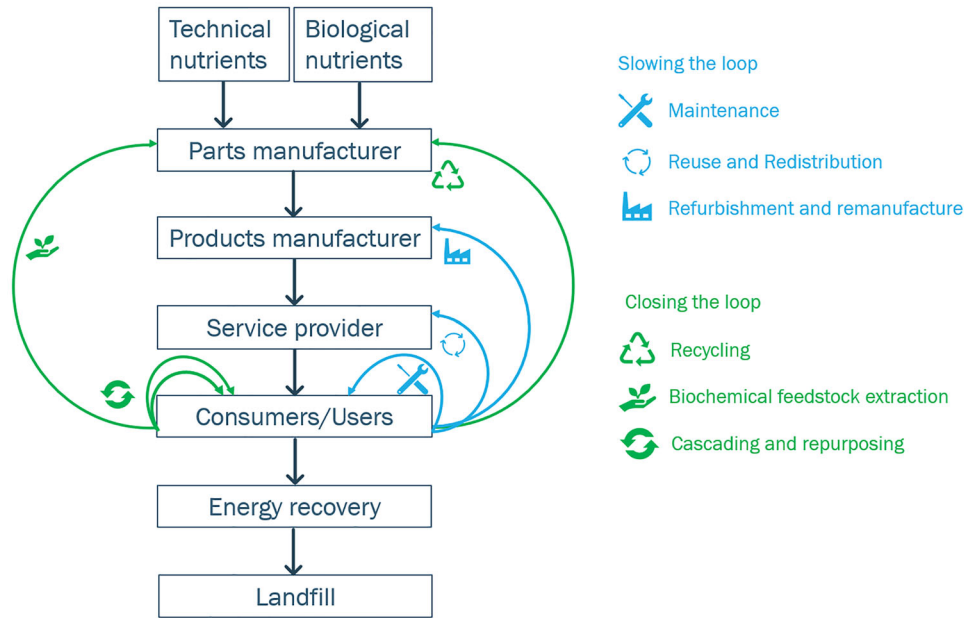 Technical
nutrients
Biological
nutrients
Parts manufacturer
Products manufacturer
Service provider
Consumers/Users
Energy recovery
Landfill
Slowing the loop
Maintenance
Reuse and Redistribution
Refurbishment and remanufacture
Closing the loop
Recycling
Biochemical feedstock extraction
Cascading and repurposing